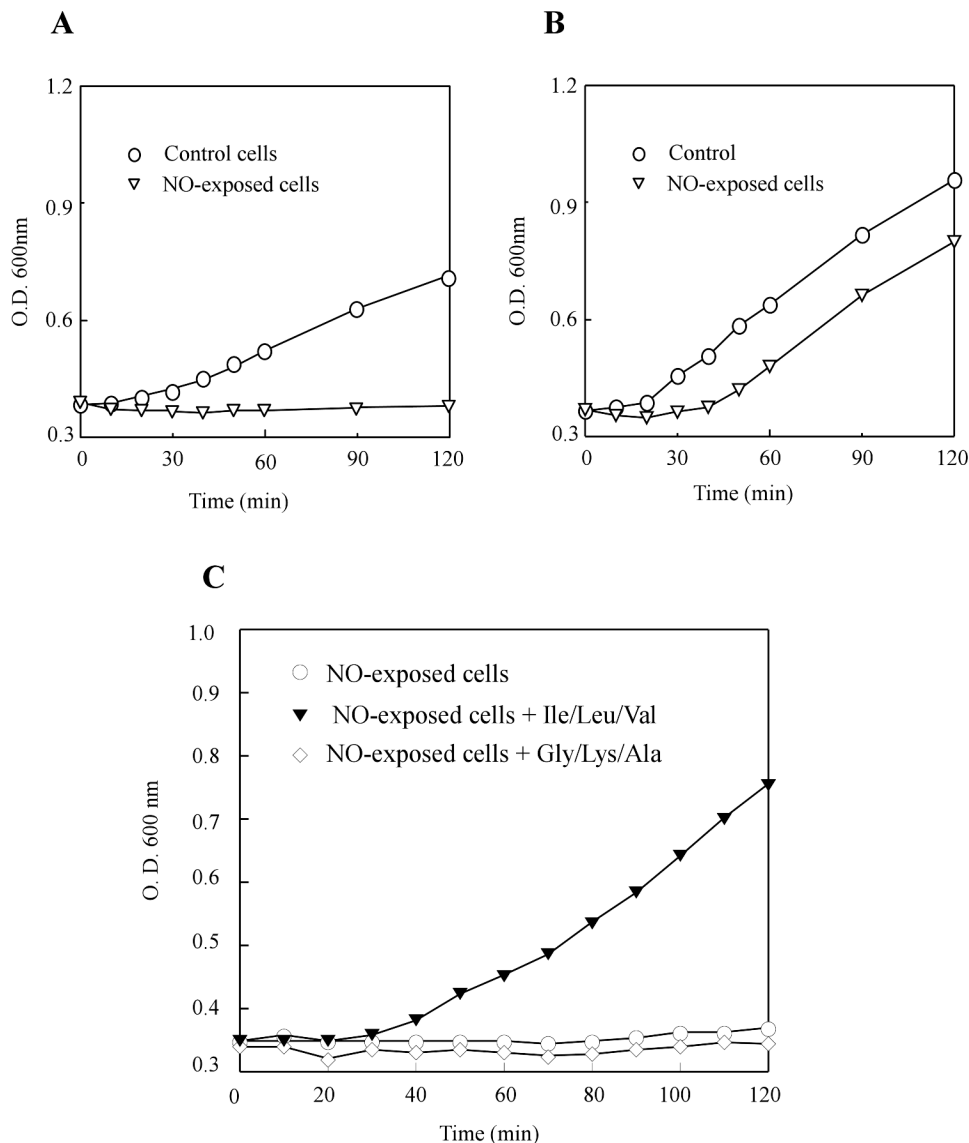 A
1.2
0.9
0.6
0.3
O.D. 600nm
Control cells
NO-exposed cells
0 30 60 90 120
Time (min)
B
1.2
0.9
0.6
0.3
O.D. 600nm
Control
NO-exposed cells
0 30 60 90 120
Time (min)
C
1.0
0.9
0.8
0.7
0.6
0.5
0.4
0.3
O. D. 600 nm
NO-exposed cells
NO-exposed cells + Ile/Leu/Val
NO-exposed cells + Gly/Lys/Ala
0 20 40 60 80 100 120
Time (min)